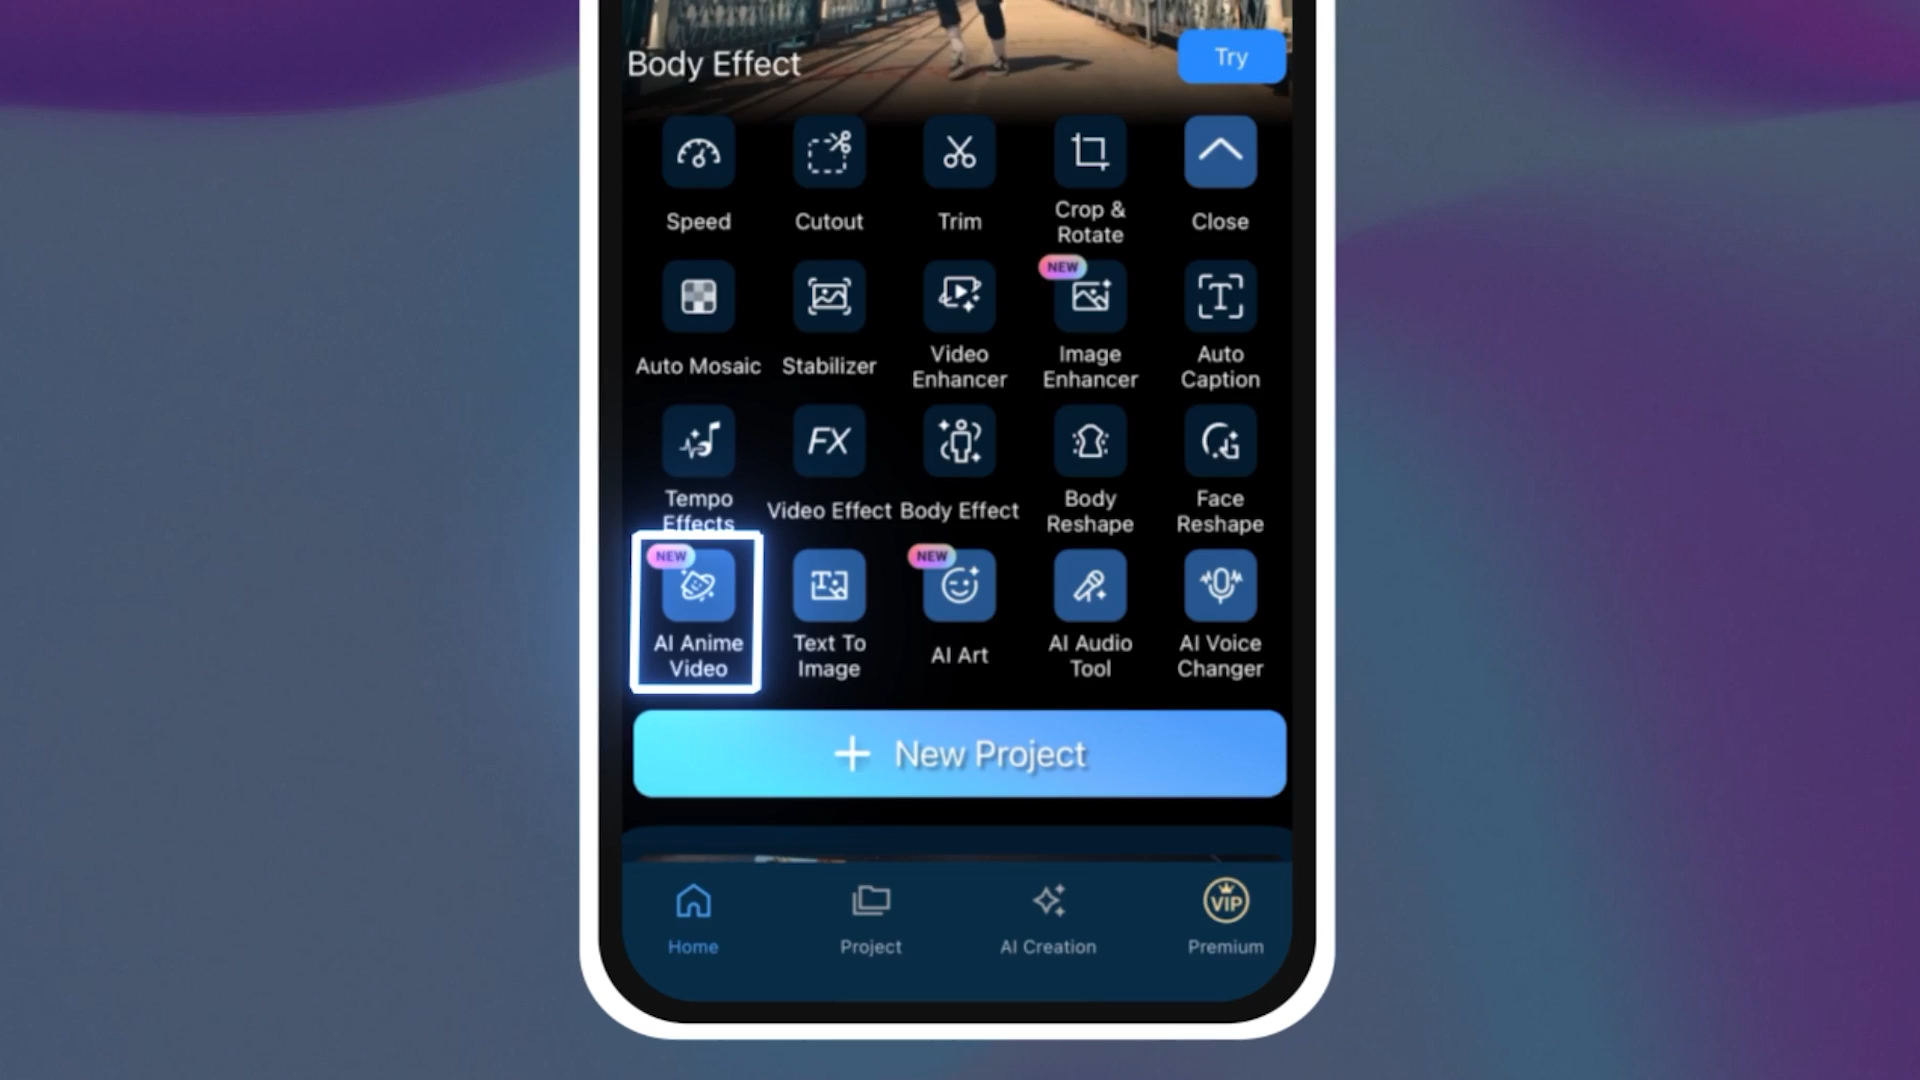 Body Effect
Try
Speed
Cutout
Trim
Crop &
Rotate
Close
NEW
Auto Mosaic
Stabilizer
Video
Enhancer
Image
Enhancer
Auto
Caption
Tempo
Effects
FX
Video Effect
Body Effect
Body
Reshape
Face
Reshape
NEW
AI Anime
Video
T
Text To
Image
NEW
AI Art
AI Audio
Tool
AI Voice
Changer
+ New Project
Home
Project
AI Creation
VIP
Premium